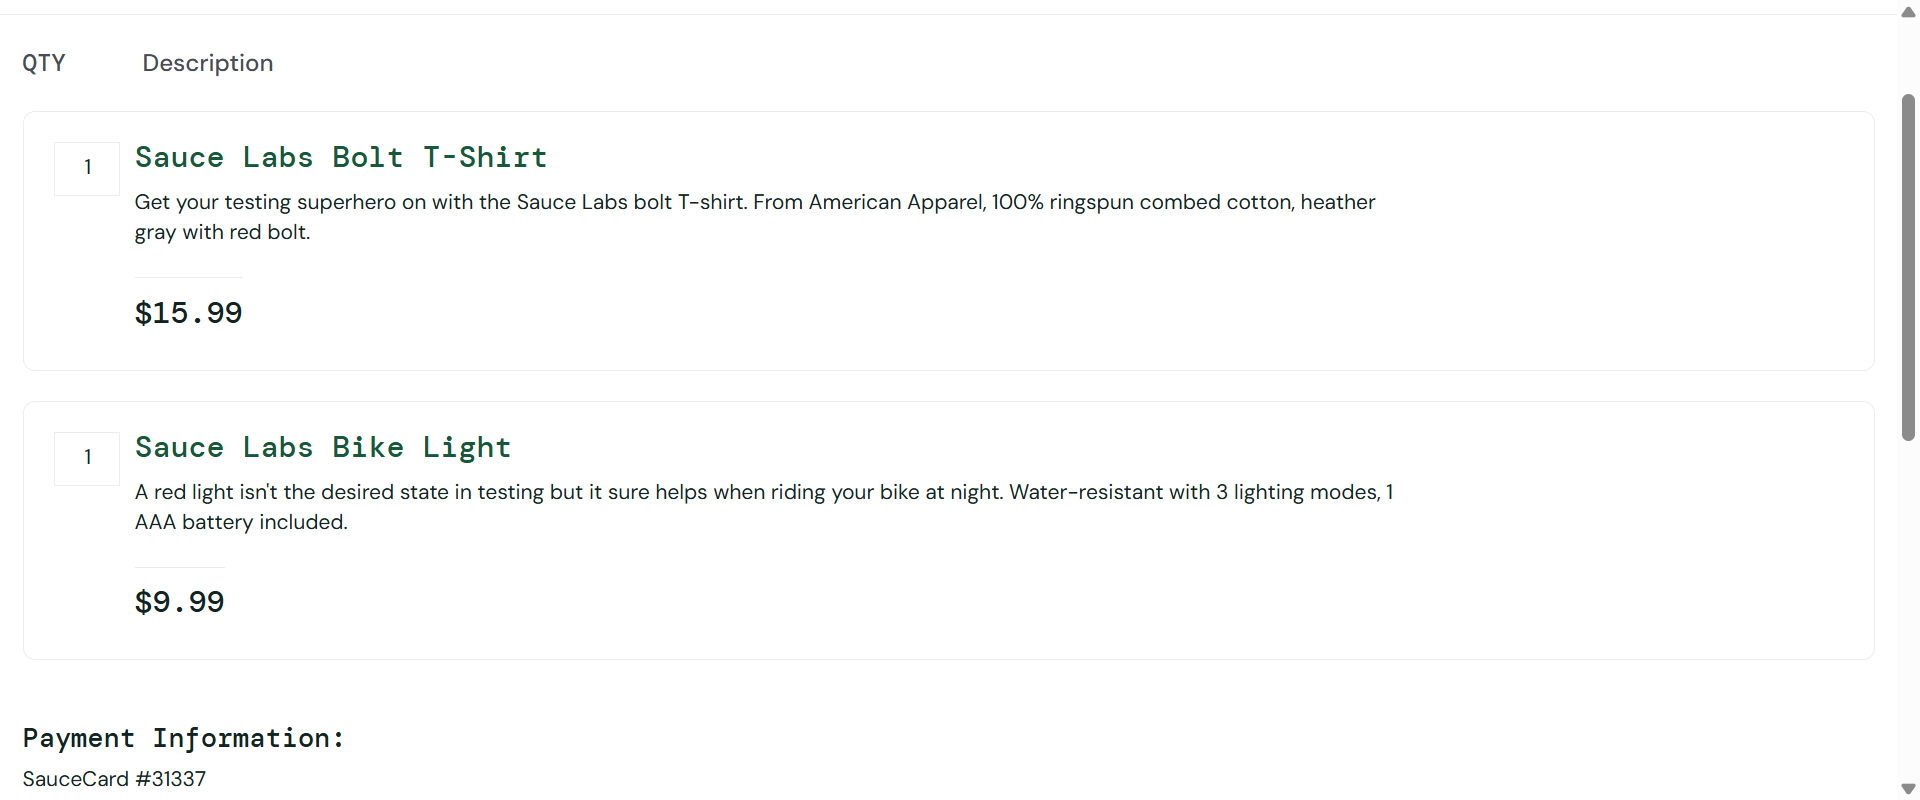 QTY Description
1 Sauce Labs Bolt T-Shirt
Get your testing superhero on with the Sauce Labs bolt T-shirt. From American Apparel, 100% ringspun combed cotton, heather
gray with red bolt.
$15.99
1 Sauce Labs Bike Light
A red light isn't the desired state in testing but it sure helps when riding your bike at night. Water-resistant with 3 lighting modes, 1
AAA battery included.
$9.99
Payment Information:
SauceCard #31337